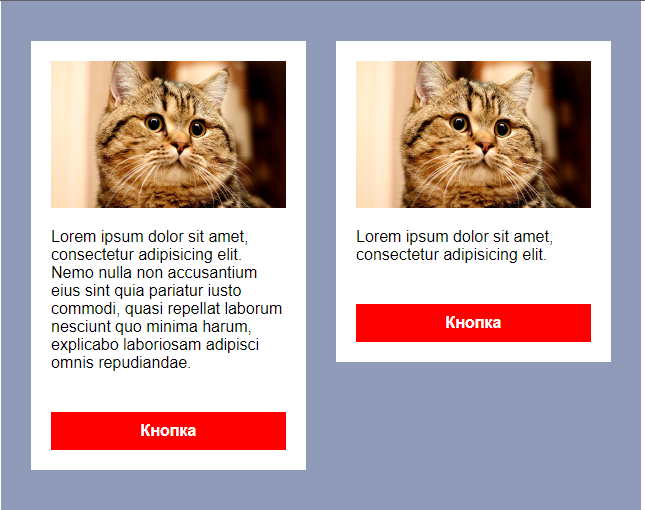 Lorem ipsum dolor sit amet,
consectetur adipisicing elit.
Nemo nulla non accusantium
eius sint quia pariatur iusto
commodi, quasi repellat laborum
nesciunt quo minima harum,
explicabo laboriosam adipisci
omnis repudiandae.
Кнопка
Lorem ipsum dolor sit amet,
consectetur adipisicing elit.
Кнопка